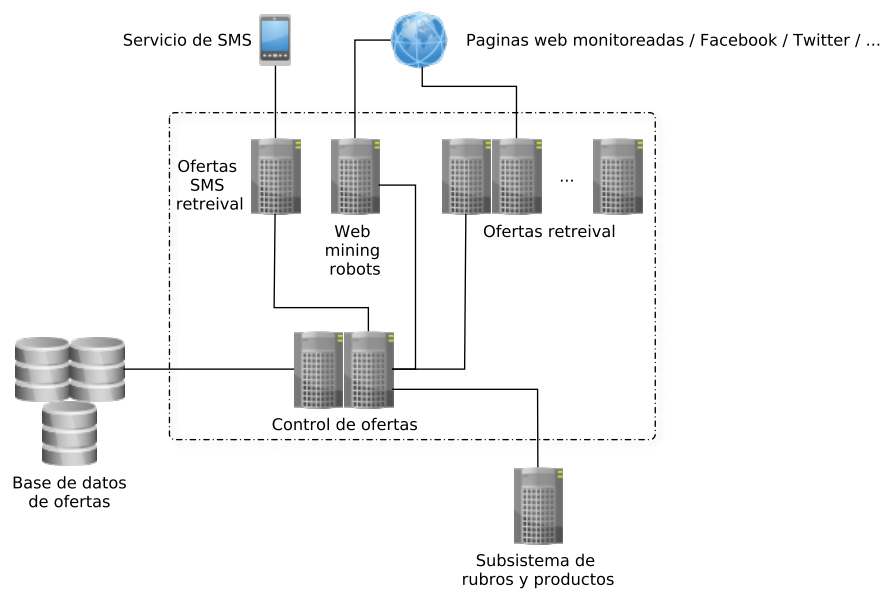 Servicio de SMS
Paginas web monitoreadas / Facebook / Twitter / ...
Ofertas
SMS
retreival
Web
mining
robots
...
Ofertas retreival
Control de ofertas
Base de datos
de ofertas
Subsistema de
rubros y productos